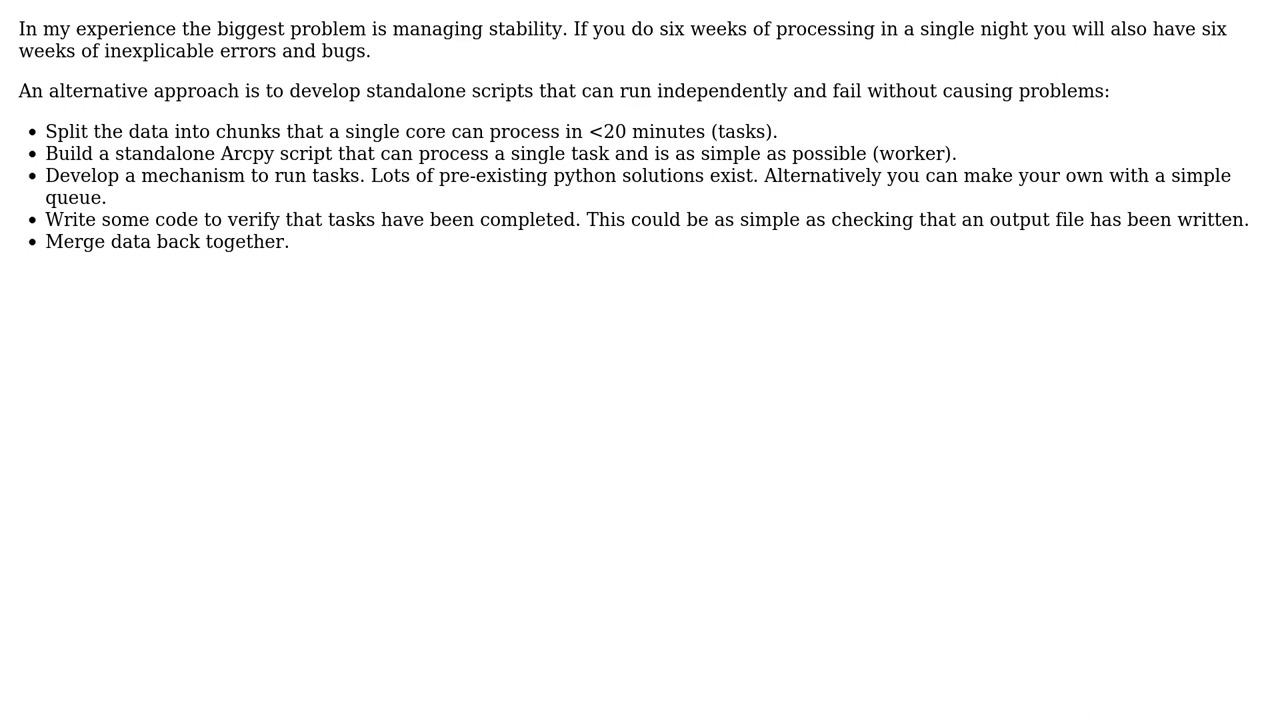 In my experience the biggest problem is managing stability. If you do six weeks of processing in a single night you will also have six
weeks of inexplicable errors and bugs.
An alternative approach is to develop standalone scripts that can run independently and fail without causing problems:
• Split the data into chunks that a single core can process in <20 minutes (tasks).
• Build a standalone Arcpy script that can process a single task and is as simple as possible (worker).
• Develop a mechanism to run tasks. Lots of pre-existing python solutions exist. Alternatively you can make your own with a simple
queue.
• Write some code to verify that tasks have been completed. This could be as simple as checking that an output file has been written.
• Merge data back together.